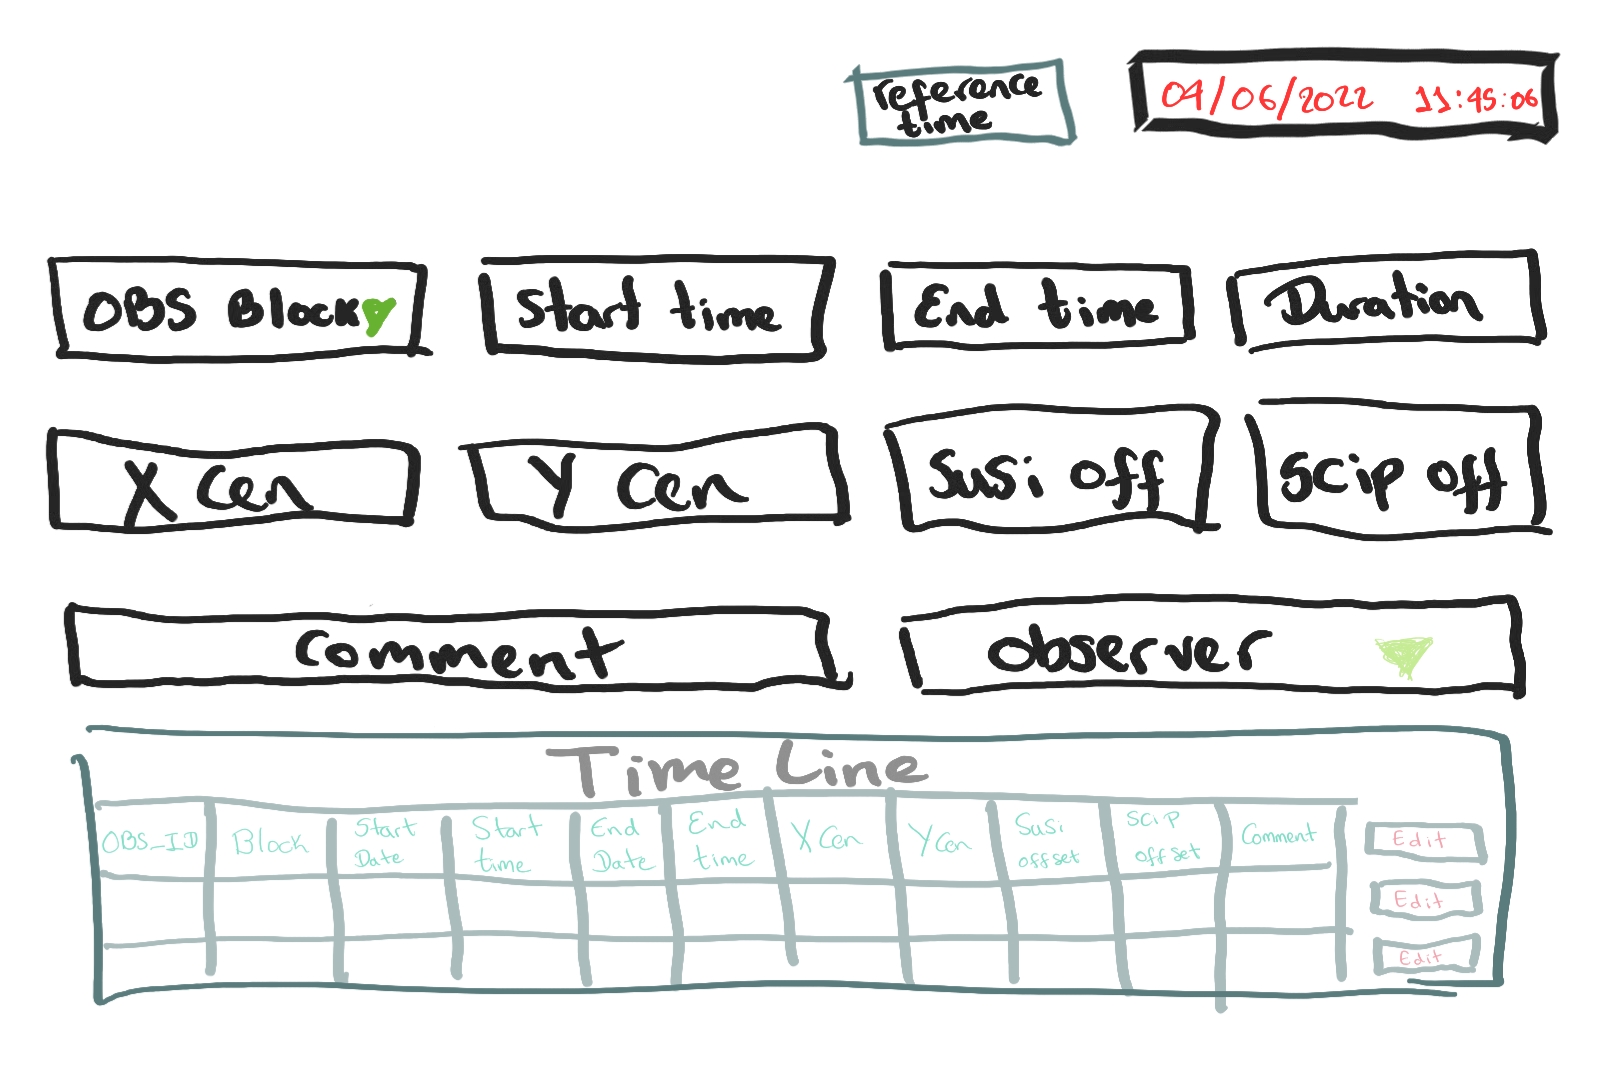 reference
time
04/06/2022 11:45:06
OBS Block
Start time
End time
Duration
X Cen
Y Cen
Susi off
SCip off
Comment
observer
Time Line
OBS_ID
Block
Start
Date
Start
time
End
Date
End
time
X Cen
Y Cen
Susi
offset
SCip
offset
Comment
Edit
Edit
Edit